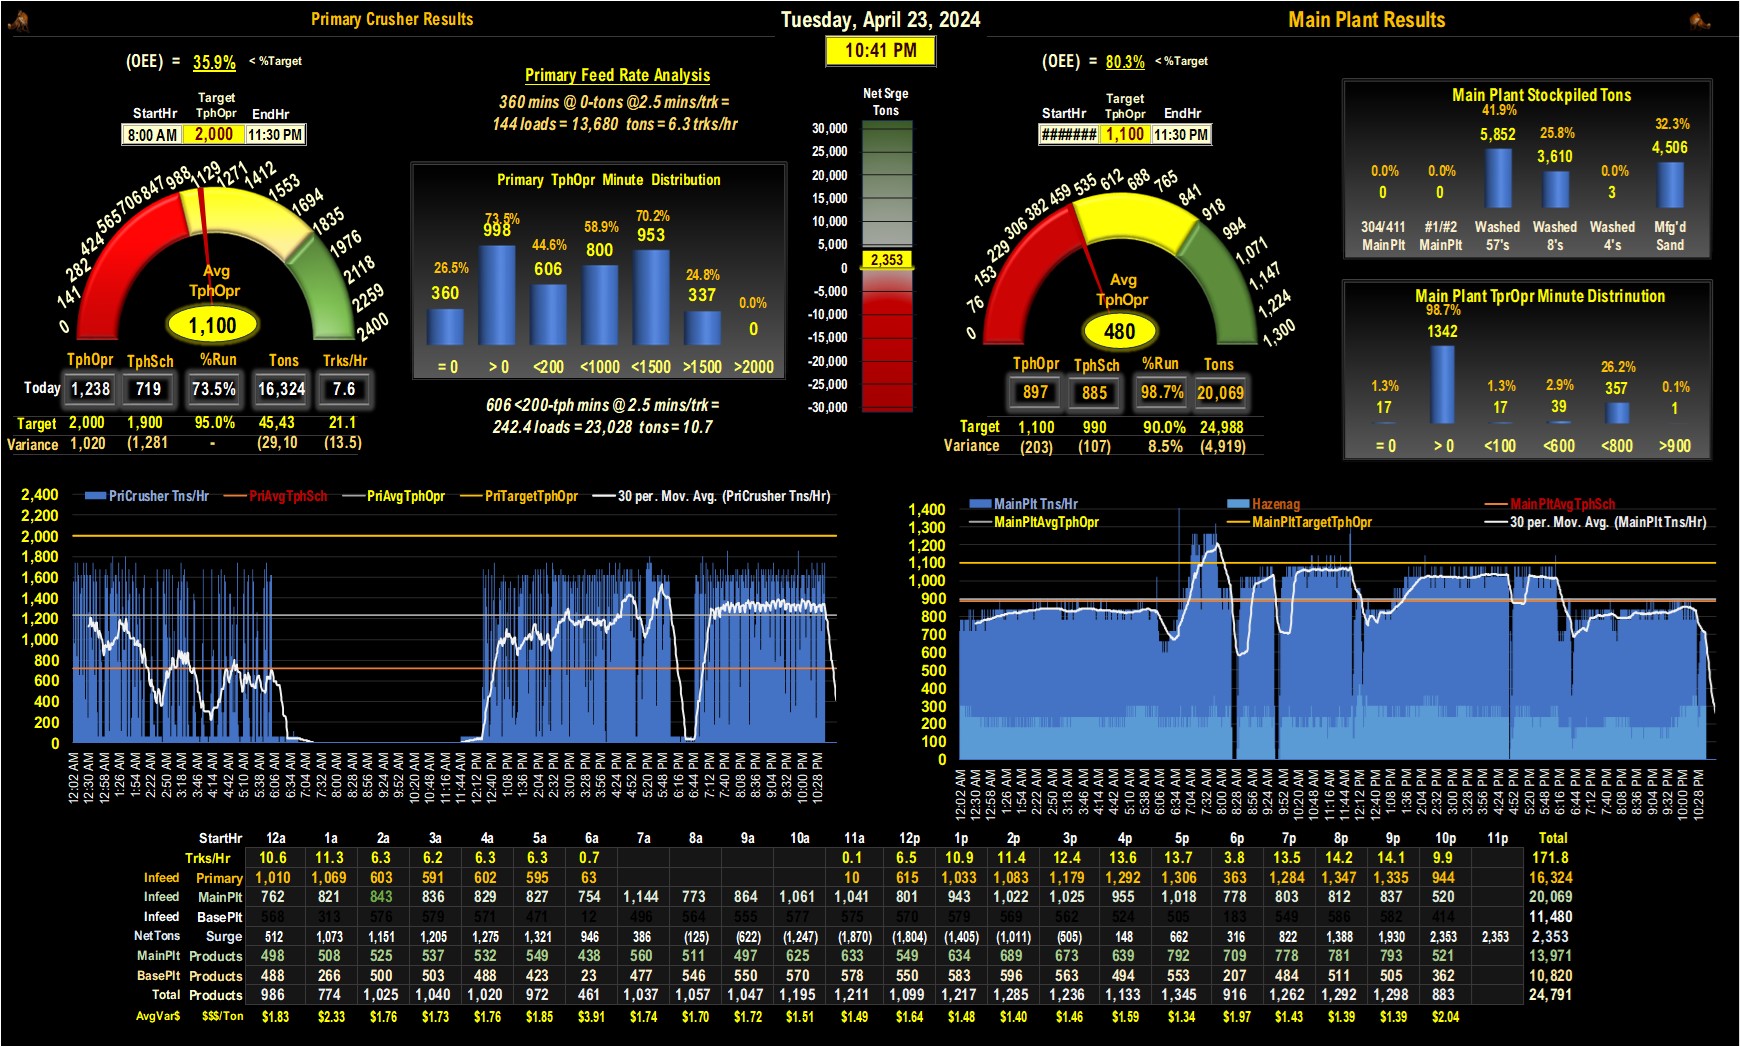 Primary Crusher Results
Tuesday, April 23, 2024
Main Plant Results
10:41 PM
(OEE) = 35.9% < %Target
StartHr Target TphOpr EndHr
8:00 AM 2,000 11:30 PM
0 141 282 424 565 706 847 988 1129 1271 1412 1553 1694 1835 1976 2118 2259 2400
Avg
TphOpr
1,100
TphOpr TphSch %Run Tons Trks/Hr
Today 1,238 719 73.5% 16,324 7.6
Target 2,000 1,900 95.0% 45,43 21.1
Variance 1,020 (1,281 - (29,10 (13.5)
Primary Feed Rate Analysis
360 mins @ 0-tons @2.5 mins/trk =
144 loads = 13,680 tons = 6.3 trks/hr
Primary TphOpr Minute Distribution
26.5% 73.5% 44.6% 58.9% 70.2% 24.8% 0.0%
360 998 606 800 953 337 0
= 0 > 0 <200 <1000 <1500 >1500 >2000
606 <200-tph mins @ 2.5 mins/trk =
242.4 loads = 23,028 tons = 10.7
Net Srge
Tons
30,000
25,000
20,000
15,000
10,000
5,000
2,353
0
-5,000
-10,000
-15,000
-20,000
-25,000
-30,000
(OEE) = 80.3% < %Target
StartHr Target TphOpr EndHr
####### 1,100 11:30 PM
0 76 153 229 306 382 459 535 612 688 765 841 918 994 1,071 1,147 1,224 1,300
Avg
TphOpr
480
TphOpr TphSch %Run Tons
897 885 98.7% 20,069
Target 1,100 990 90.0% 24,988
Variance (203) (107) 8.5% (4,919)
Main Plant Stockpiled Tons
0.0% 0.0% 41.9% 25.8% 0.0% 32.3%
0 0 5,852 3,610 3 4,506
304/411 #1/#2 Washed Washed Washed Mfg'd
MainPlt MainPlt 57's 8's 4's Sand
Main Plant TprOpr Minute Distrinution
1.3% 98.7% 1.3% 2.9% 26.2% 0.1%
17 1342 17 39 357 1
= 0 > 0 <100 <600 <800 >900
PriCrusher Tns/Hr PriAvgTphSch PriAvgTphOpr PriTargetTphOpr 30 per. Mov. Avg. (PriCrusher Tns/Hr)
2,400
2,200
2,000
1,800
1,600
1,400
1,200
1,000
800
600
400
200
0
12:02 AM 12:30 AM 12:58 AM 1:26 AM 1:54 AM 2:22 AM 2:50 AM 3:18 AM 3:46 AM 4:14 AM 4:42 AM 5:10 AM 5:38 AM 6:06 AM 6:34 AM 7:04 AM 7:32 AM 8:00 AM 8:28 AM 8:56 AM 9:24 AM 9:52 AM 10:20 AM 10:48 AM 11:16 AM 11:44 AM 12:12 PM 12:40 PM 1:08 PM 1:36 PM 2:04 PM 2:32 PM 3:00 PM 3:28 PM 3:56 PM 4:24 PM 4:52 PM 5:20 PM 5:48 PM 6:16 PM 6:44 PM 7:12 PM 7:40 PM 8:08 PM 8:36 PM 9:04 PM 9:32 PM 10:00 PM 10:28 PM
MainPlt Tns/Hr Hazenag MainPltAvgTphSch
MainPltAvgTphOpr MainPltTargetTphOpr 30 per. Mov. Avg. (MainPlt Tns/Hr)
1,400
1,300
1,200
1,100
1,000
900
800
700
600
500
400
300
200
100
0
12:02 AM 12:30 AM 12:58 AM 1:26 AM 1:54 AM 2:22 AM 2:50 AM 3:18 AM 3:46 AM 4:14 AM 4:42 AM 5:10 AM 5:38 AM 6:06 AM 6:34 AM 7:04 AM 7:32 AM 8:00 AM 8:28 AM 8:56 AM 9:24 AM 9:52 AM 10:20 AM 10:48 AM 11:16 AM 11:44 AM 12:12 PM 12:40 PM 1:08 PM 1:36 PM 2:04 PM 2:32 PM 3:00 PM 3:28 PM 3:56 PM 4:24 PM 4:52 PM 5:20 PM 5:48 PM 6:16 PM 6:44 PM 7:12 PM 7:40 PM 8:08 PM 8:36 PM 9:04 PM 9:32 PM 10:00 PM 10:28 PM
StartHr 12a 1a 2a 3a 4a 5a 6a 7a 8a 9a 10a 11a 12p 1p 2p 3p 4p 5p 6p 7p 8p 9p 10p 11p Total
Trks/Hr 10.6 11.3 6.3 6.2 6.3 6.3 0.7 0.1 6.5 10.9 11.4 12.4 13.6 13.7 3.8 13.5 14.2 14.1 9.9 171.8
Infeed Primary 1,010 1,069 603 591 602 595 63 10 615 1,033 1,083 1,179 1,292 1,306 363 1,284 1,347 1,335 944 16,324
Infeed MainPlt 762 821 843 836 829 827 754 1,144 773 864 1,061 1,041 801 943 1,022 1,025 955 1,018 778 803 812 837 520 20,069
Infeed BasePlt 568 313 576 579 571 471 12 496 564 555 577 575 570 579 569 562 524 505 183 549 586 582 414 11,480
NetTons Surge 512 1,073 1,151 1,205 1,275 1,321 946 386 (125) (622) (1,247) (1,870) (1,804) (1,405) (1,011) (505) 148 662 316 822 1,388 1,930 2,353 2,353 2,353
MainPlt Products 498 508 525 537 532 549 438 560 511 497 625 633 549 634 689 673 639 792 709 778 781 793 521 13,971
BasePlt Products 488 266 500 503 488 423 23 477 546 550 570 578 550 583 596 563 494 553 207 484 511 505 362 10,820
Total Products 986 774 1,025 1,040 1,020 972 461 1,037 1,057 1,047 1,195 1,211 1,099 1,217 1,285 1,236 1,133 1,345 916 1,262 1,292 1,298 883 24,791
AvgVar$ $$$/Ton $1.83 $2.33 $1.76 $1.73 $1.76 $1.85 $3.91 $1.74 $1.70 $1.72 $1.51 $1.49 $1.64 $1.48 $1.40 $1.46 $1.59 $1.34 $1.97 $1.43 $1.39 $1.39 $2.04